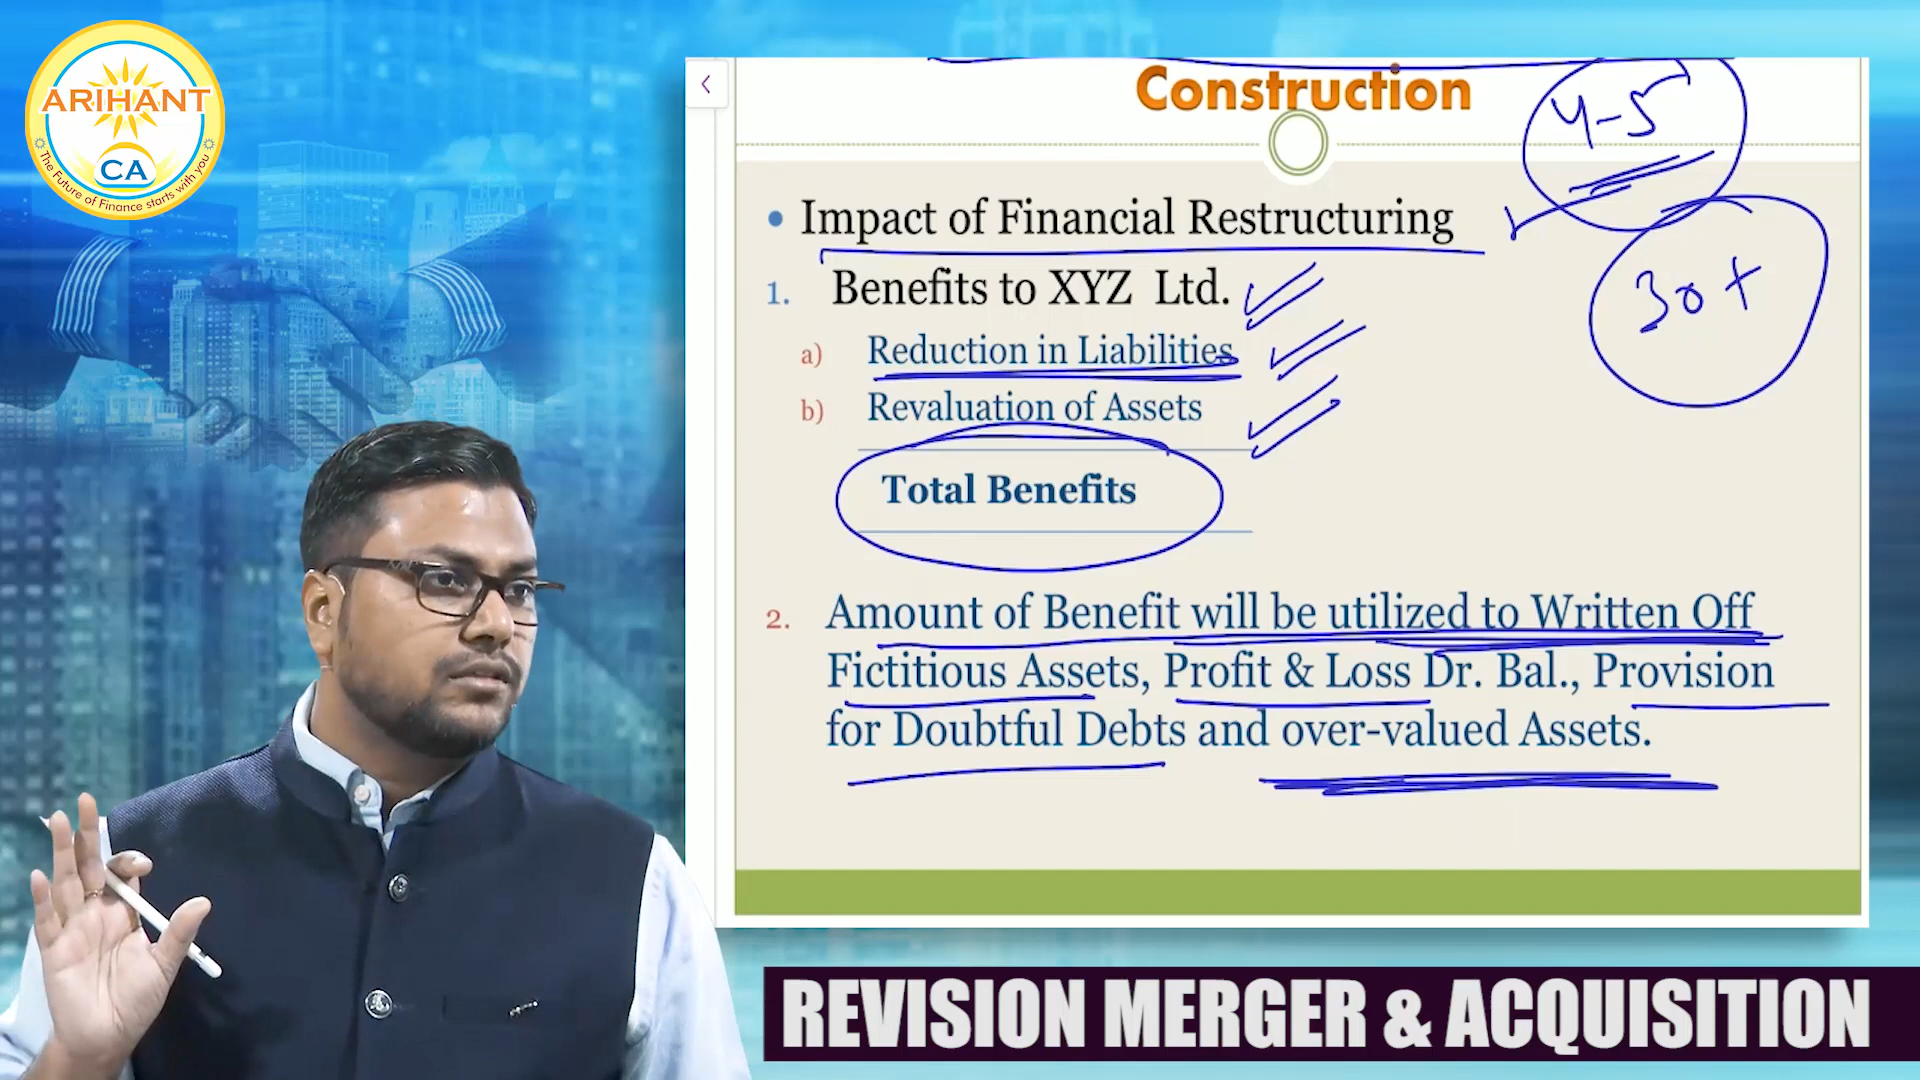 ARIHANT
CA
The Future of Finance starts with you
<
Construction
4-5
• Impact of Financial Restructuring
30+
1. Benefits to XYZ Ltd.
a) Reduction in Liabilities
b) Revaluation of Assets
Total Benefits
2. Amount of Benefit will be utilized to Written Off
Fictitious Assets, Profit & Loss Dr. Bal., Provision
for Doubtful Debts and over-valued Assets.
REVISION MERGER & ACQUISITION